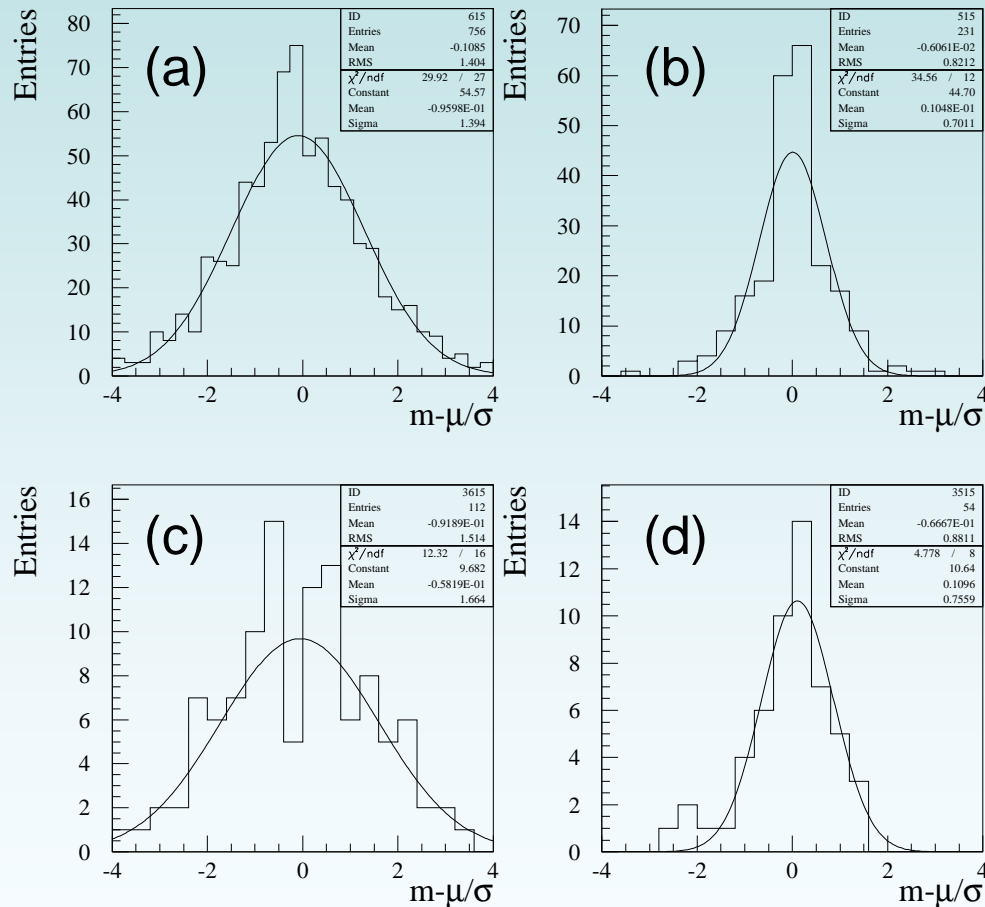 Entries
(a)
ID 615
Entries 756
Mean -0.1085
RMS 1.404
χ²/ndf 29.92 / 27
Constant 54.57
Mean -0.9598E-01
Sigma 1.394
80
70
60
50
40
30
20
10
0
-4 -2 0 2 4
m-μ/σ
Entries
(b)
ID 515
Entries 231
Mean -0.6061E-02
RMS 0.8212
χ²/ndf 34.56 / 12
Constant 44.70
Mean 0.1048E-01
Sigma 0.7011
70
60
50
40
30
20
10
0
-4 -2 0 2 4
m-μ/σ
Entries
(c)
ID 3615
Entries 112
Mean -0.9189E-01
RMS 1.514
χ²/ndf 12.32 / 16
Constant 9.682
Mean -0.5819E-01
Sigma 1.664
16
14
12
10
8
6
4
2
0
-4 -2 0 2 4
m-μ/σ
Entries
(d)
ID 3515
Entries 54
Mean -0.6667E-01
RMS 0.8811
χ²/ndf 4.778 / 8
Constant 10.64
Mean 0.1096
Sigma 0.7559
14
12
10
8
6
4
2
0
-4 -2 0 2 4
m-μ/σ